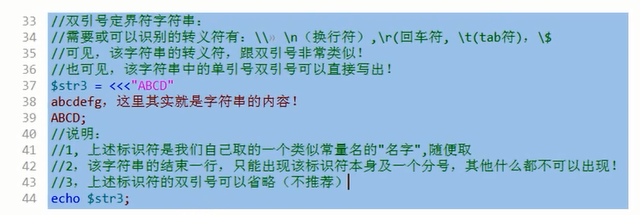 33 //双引号定界符字符串:
34 //需要或可以识别的转义符有: \\ \n (换行符) ,\r(回车符, \t(tab符), \$
35 //可见, 该字符串的转义符, 跟双引号非常类似!
36 //也可见, 该字符串中的单引号双引号可以直接写出!
37 $str3 = <<<"ABCD"
38 abcdefg, 这里其实就是字符串的内容!
39 ABCD;
40 //说明:
41 //1, 上述标识符是我们自己取的一个类似常量名的"名字",随便取
42 //2, 该字符串的结束一行, 只能出现该标识符本身及一个分号, 其他什么都不可以出现!
43 //3, 上述标识符的双引号可以省略 (不推荐)
44 echo $str3;